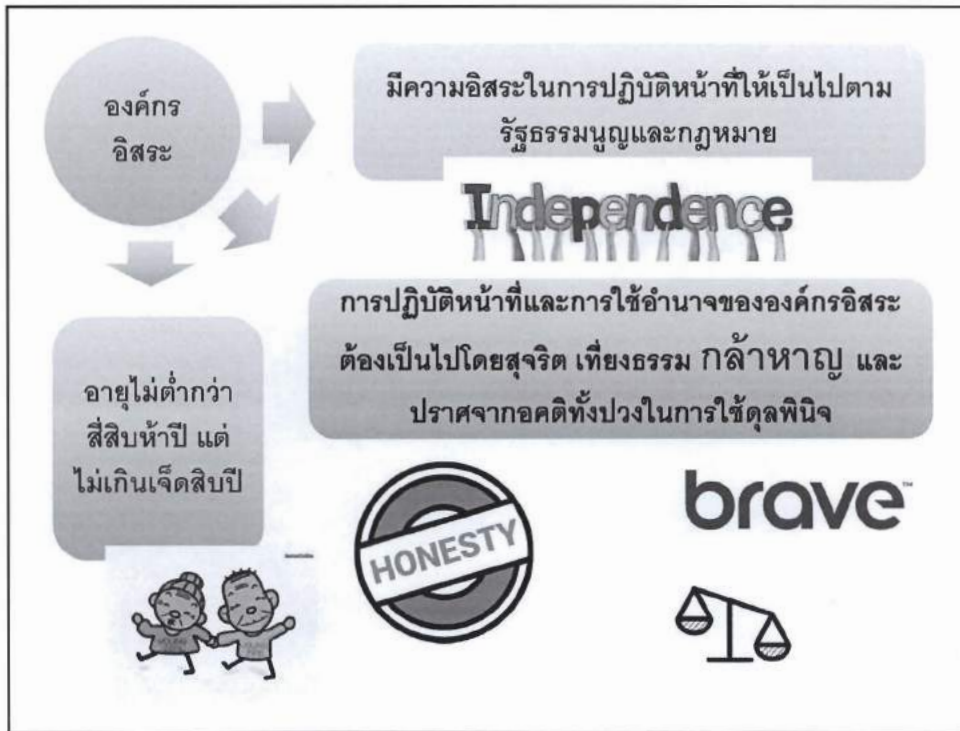 องค์กร
อิสระ
มีความอิสระในการปฏิบัติหน้าที่ให้เป็นไปตาม
รัฐธรรมนูญและกฎหมาย
Independence
การปฏิบัติหน้าที่และการใช้อำนาจขององค์กรอิสระ
ต้องเป็นไปโดยสุจริต เที่ยงธรรม กล้าหาญ และ
ปราศจากอคติทั้งปวงในการใช้ดุลพินิจ
อายุไม่ต่ำกว่า
สี่สิบห้าปี แต่
ไม่เกินเจ็ดสิบปี
HONESTY
brave™